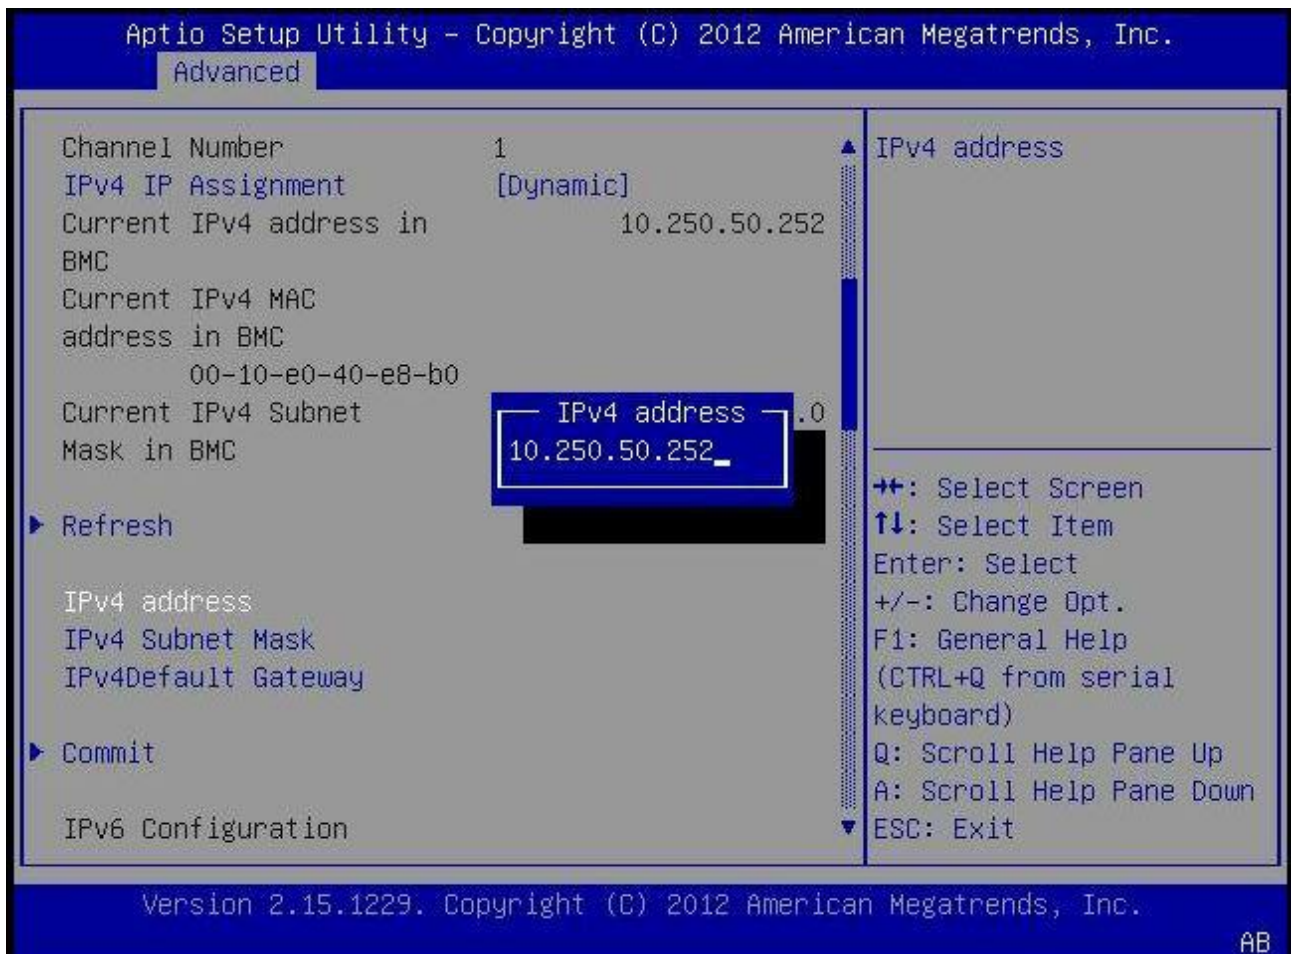 Aptio Setup Utility – Copyright (C) 2012 American Megatrends, Inc.
Advanced
Channel Number 1
IPv4 IP Assignment [Dynamic]
Current IPv4 address in 10.250.50.252
BMC
Current IPv4 MAC
address in BMC
00-10-e0-40-e8-b0
Current IPv4 Subnet .0
Mask in BMC
Refresh
IPv4 address
IPv4 Subnet Mask
IPv4Default Gateway
Commit
IPv6 Configuration
IPv4 address
10.250.50.252
IPv4 address
→←: Select Screen
↑↓: Select Item
Enter: Select
+/-: Change Opt.
F1: General Help
(CTRL+Q from serial
keyboard)
Q: Scroll Help Pane Up
A: Scroll Help Pane Down
ESC: Exit
Version 2.15.1229. Copyright (C) 2012 American Megatrends, Inc.
AB